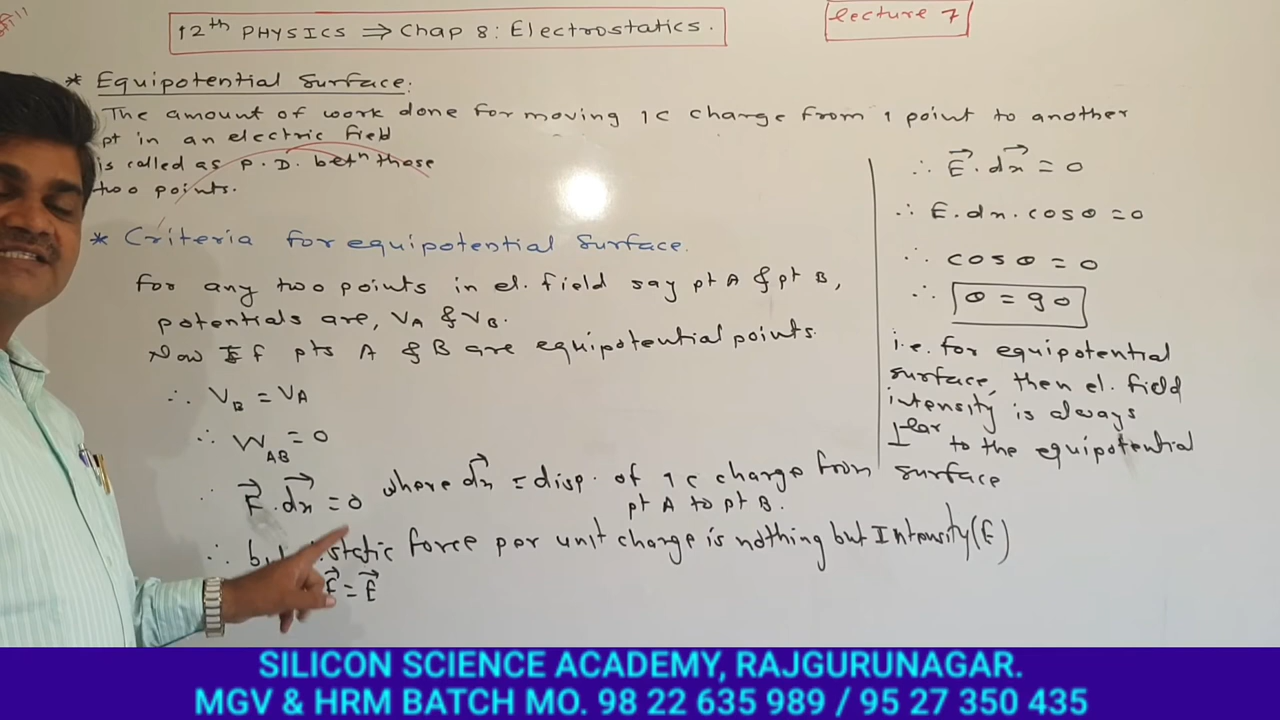 12th PHYSICS ⇒ Chap 8: Electrostatics.
lecture 7
* Equipotential Surface:
The amount of work done for moving 1C charge from 1 point to another
pt in an electric field
is called as P.D. betn those
two points.
* Criteria for equipotential surface.
for any two points in el. field say pt A & pt B,
potentials are, VA & VB.
Now If pts A & B are equipotential points.
∴ VB = VA
∴ WAB = 0
∴ F⃗.dx⃗ = 0 where dx⃗ = disp. of 1C charge from
pt A to pt B.
∴ static force per unit charge is nothing but Intensity (E)
F⃗ = E⃗
∴ E⃗.dx⃗ = 0
∴ E.dx.cosθ = 0
∴ cosθ = 0
∴ θ = 90
i.e. for equipotential
surface, then el. field
intensity is always
⊥lar to the equipotential
surface
SILICON SCIENCE ACADEMY, RAJGURUNAGAR.
MGV & HRM BATCH MO. 98 22 635 989 / 95 27 350 435